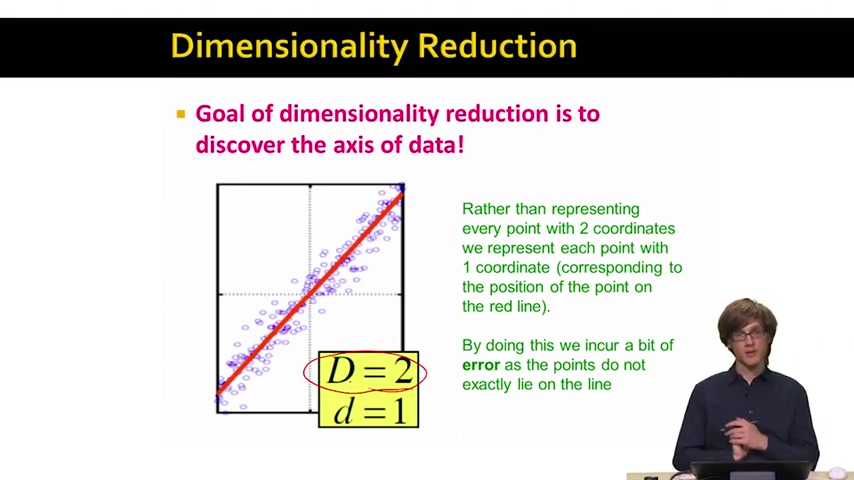 Dimensionality Reduction
Goal of dimensionality reduction is to
discover the axis of data!
Rather than representing
every point with 2 coordinates
we represent each point with
1 coordinate (corresponding to
the position of the point on
the red line).
By doing this we incur a bit of
error as the points do not
exactly lie on the line
D = 2
d = 1